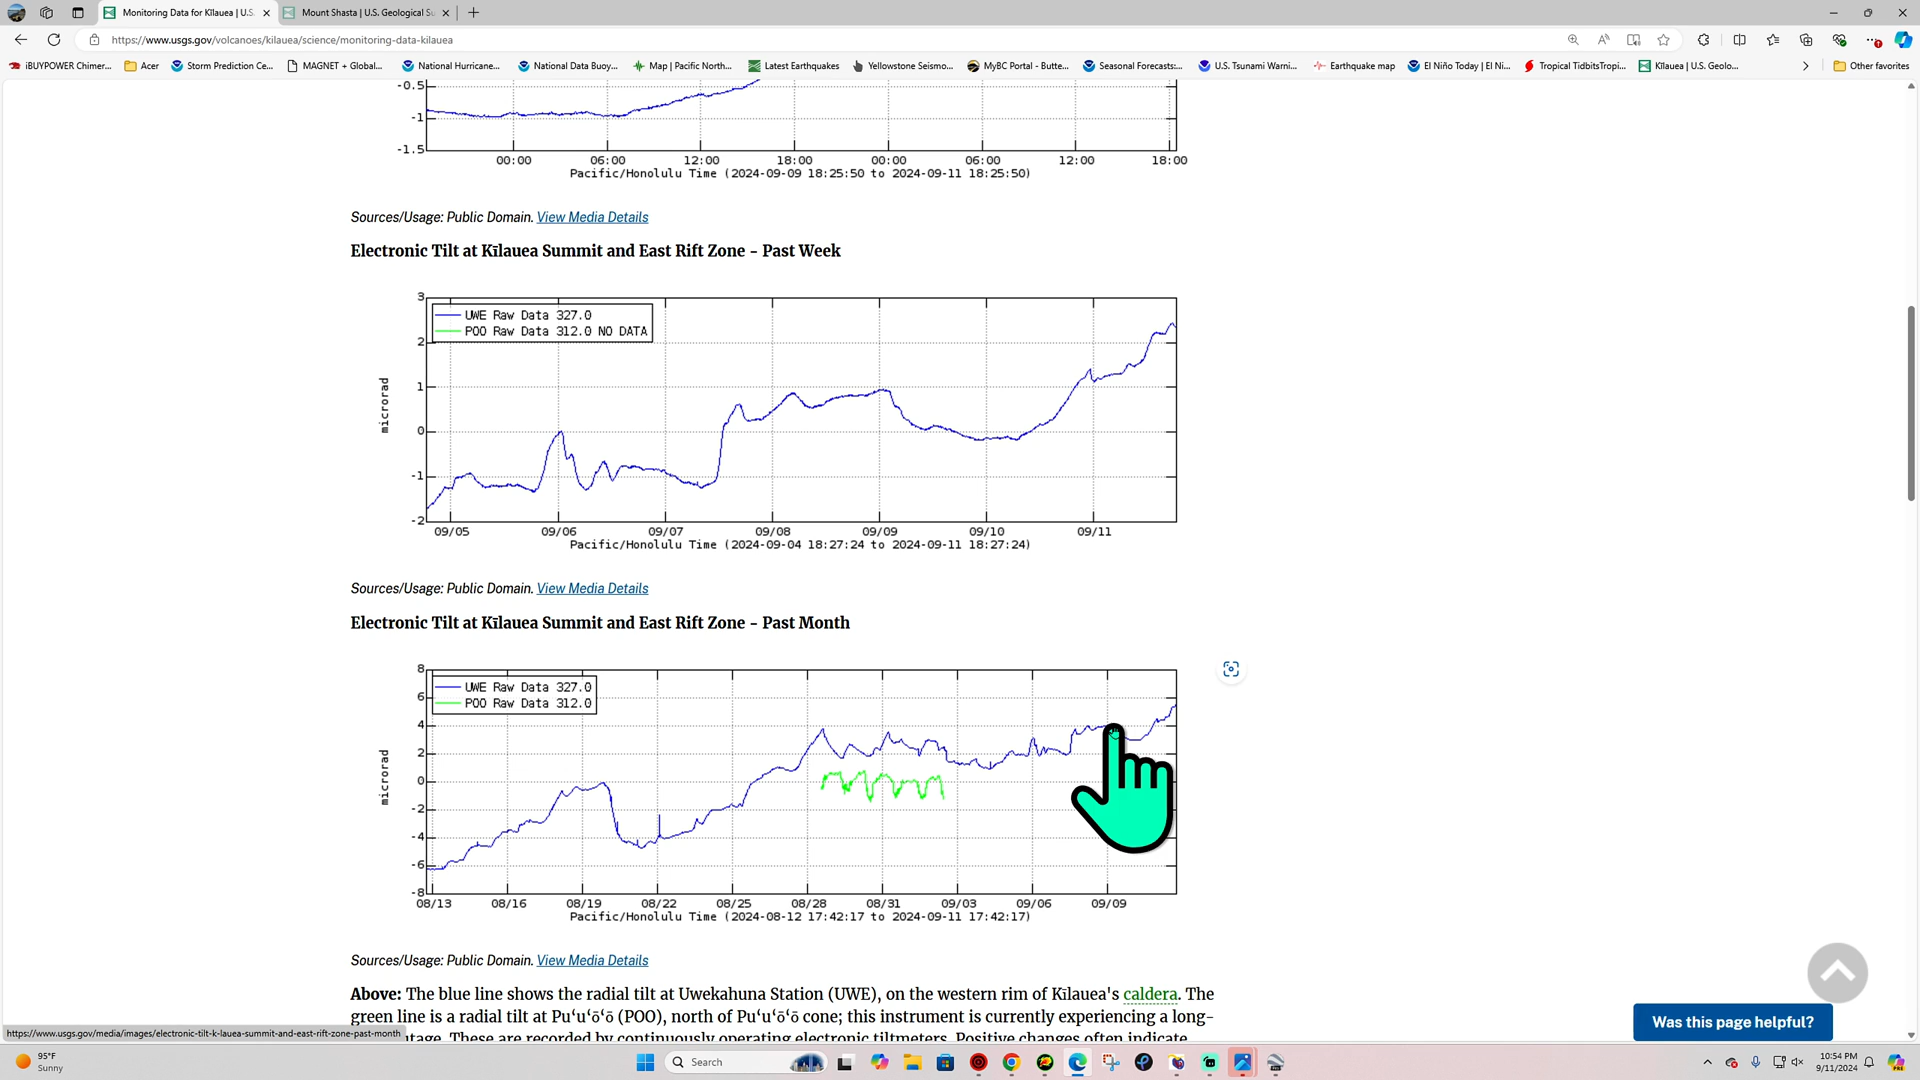 Monitoring Data for Kīlauea | U.S.
Mount Shasta | U.S. Geological Su
https://www.usgs.gov/volcanoes/kilauea/science/monitoring-data-kilauea
iBUYPOWER Chimer...
Acer
Storm Prediction Ce...
MAGNET + Global...
National Hurricane...
National Data Buoy...
Map | Pacific North...
Latest Earthquakes
Yellowstone Seismo...
MyBC Portal - Butte...
Seasonal Forecasts:...
U.S. Tsunami Warni...
Earthquake map
El Niño Today | El Ni...
Tropical TidbitsTropi...
Kīlauea | U.S. Geolo...
Other favorites
-0.5
-1
-1.5
00:00 06:00 12:00 18:00 00:00 06:00 12:00 18:00
Pacific/Honolulu Time (2024-09-09 18:25:50 to 2024-09-11 18:25:50)
Sources/Usage: Public Domain. View Media Details
Electronic Tilt at Kīlauea Summit and East Rift Zone - Past Week
UWE Raw Data 327.0
POO Raw Data 312.0 NO DATA
3
2
1
0
-1
-2
microrad
09/05 09/06 09/07 09/08 09/09 09/10 09/11
Pacific/Honolulu Time (2024-09-04 18:27:24 to 2024-09-11 18:27:24)
Sources/Usage: Public Domain. View Media Details
Electronic Tilt at Kīlauea Summit and East Rift Zone - Past Month
UWE Raw Data 327.0
POO Raw Data 312.0
8
6
4
2
0
-2
-4
-6
-8
microrad
08/13 08/16 08/19 08/22 08/25 08/28 08/31 09/03 09/06 09/09
Pacific/Honolulu Time (2024-08-12 17:42:17 to 2024-09-11 17:42:17)
Sources/Usage: Public Domain. View Media Details
Above: The blue line shows the radial tilt at Uwekahuna Station (UWE), on the western rim of Kīlauea's caldera. The
green line is a radial tilt at Puʻuʻōʻō (POO), north of Puʻuʻōʻō cone; this instrument is currently experiencing a long-
tage. These are recorded by continuously operating electronic tiltmeters. Positive changes often indicate
https://www.usgs.gov/media/images/electronic-tilt-k-lauea-summit-and-east-rift-zone-past-month
Was this page helpful?
95°F
Sunny
Search
10:54 PM
9/11/2024